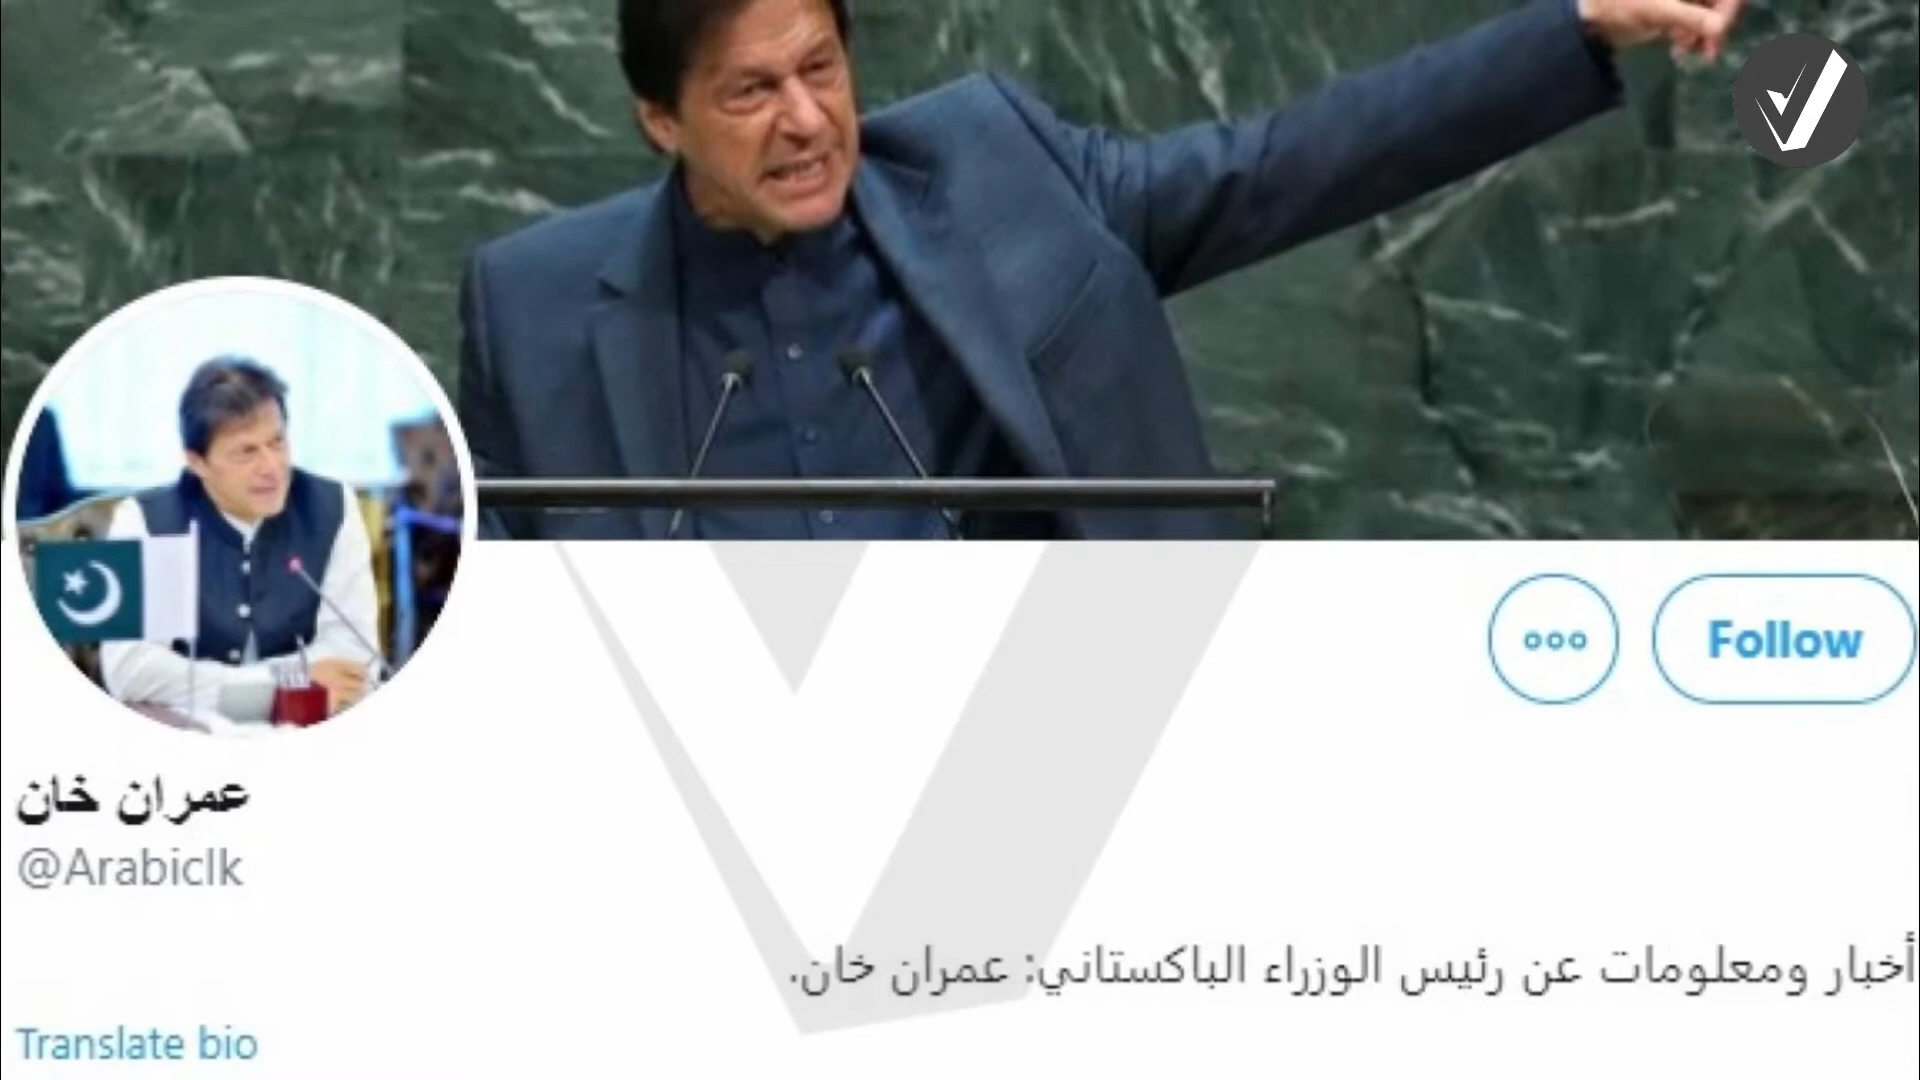 Follow
عمران خان
@Arabiclk
أخبار ومعلومات عن رئيس الوزراء الباكستاني: عمران خان.
Translate bio